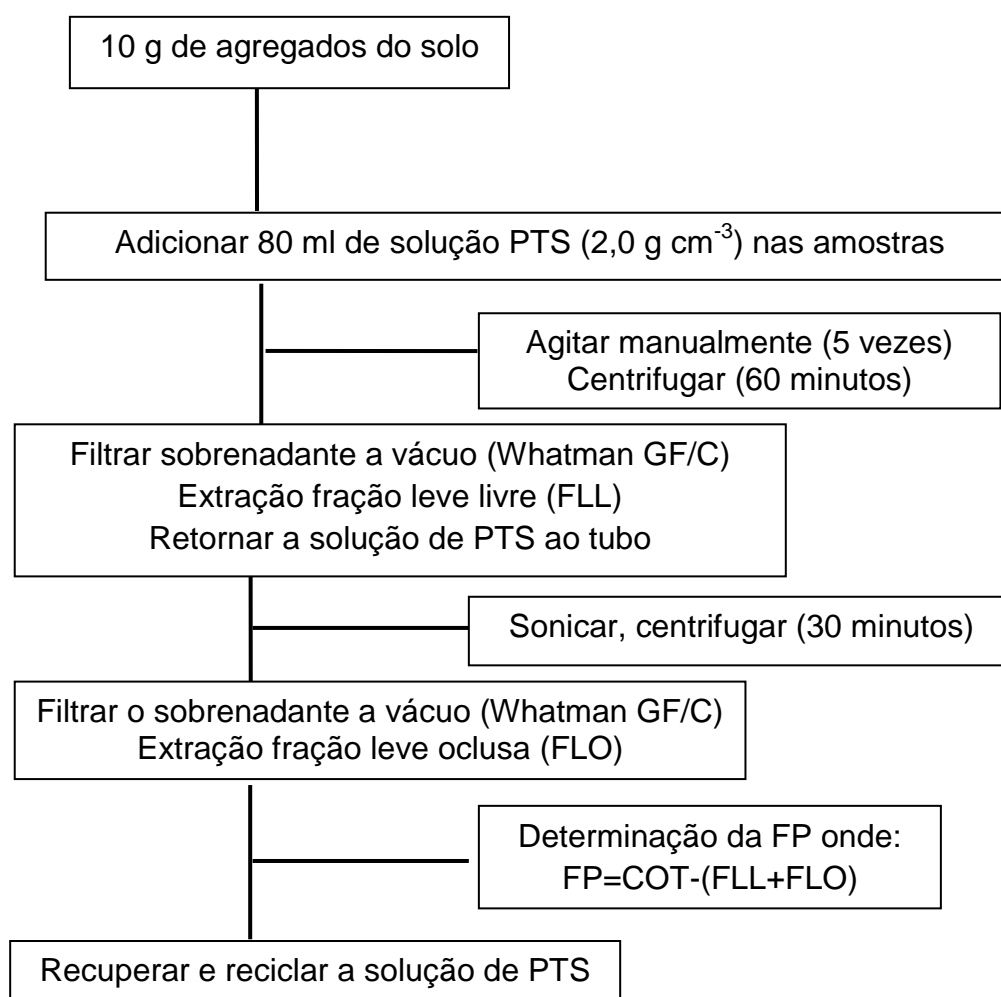 10 g de agregados do solo
Adicionar 80 ml de solução PTS (2,0 g cm⁻³) nas amostras
Agitar manualmente (5 vezes)
Centrifugar (60 minutos)
Filtrar sobrenadante a vácuo (Whatman GF/C)
Extração fração leve livre (FLL)
Retornar a solução de PTS ao tubo
Sonicar, centrifugar (30 minutos)
Filtrar o sobrenadante a vácuo (Whatman GF/C)
Extração fração leve oclusa (FLO)
Determinação da FP onde:
FP=COT-(FLL+FLO)
Recuperar e reciclar a solução de PTS